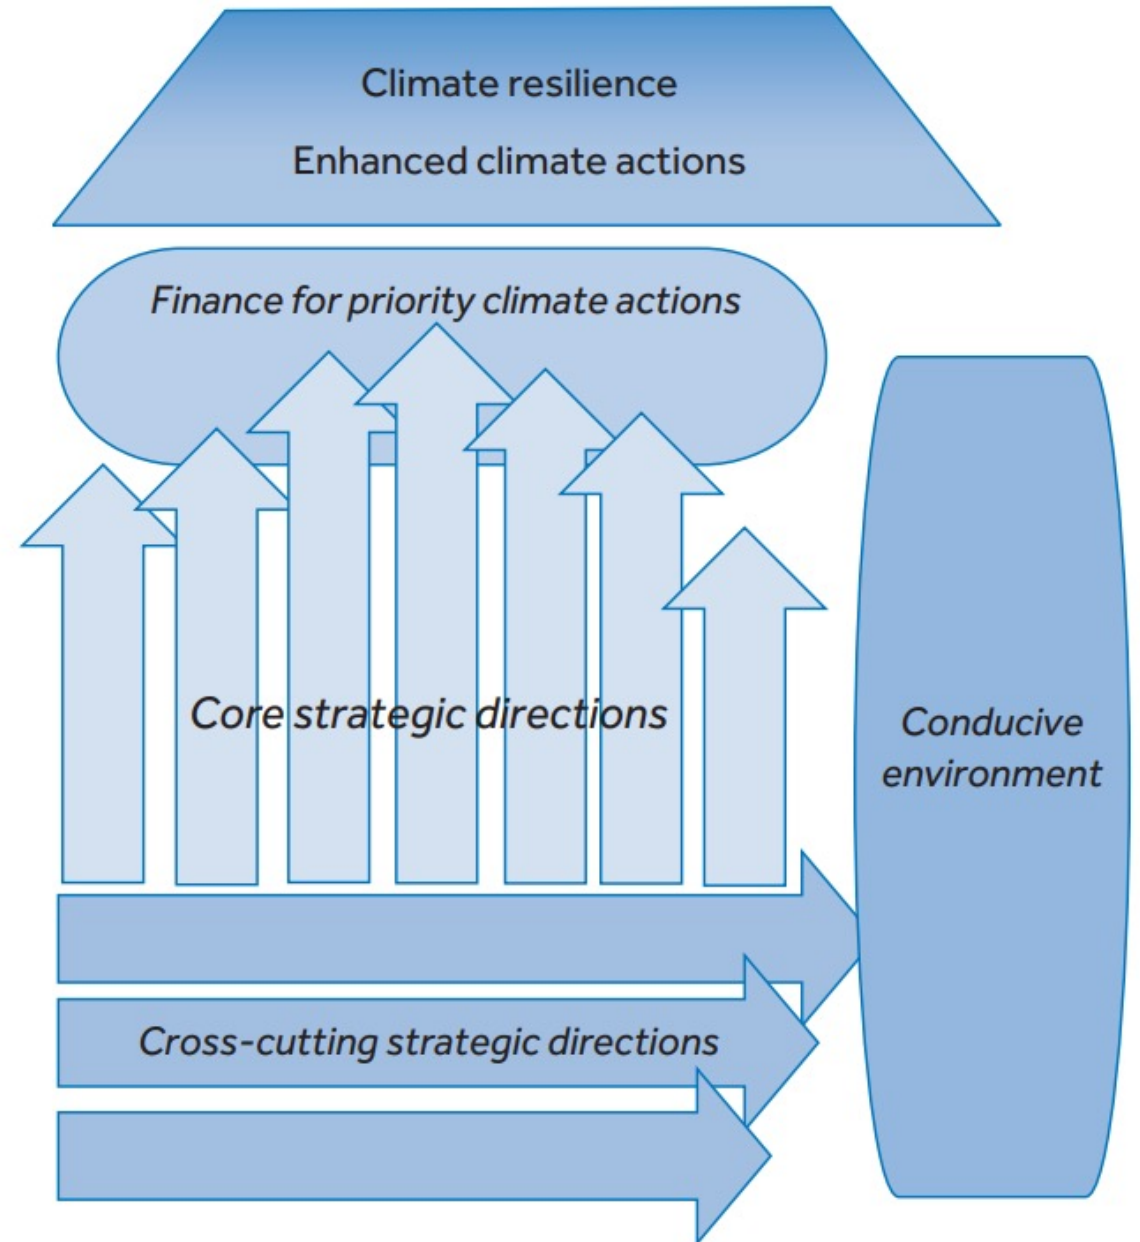 Climate resilience
Enhanced climate actions
Finance for priority climate actions
Core strategic directions
Conducive
environment
Cross-cutting strategic directions